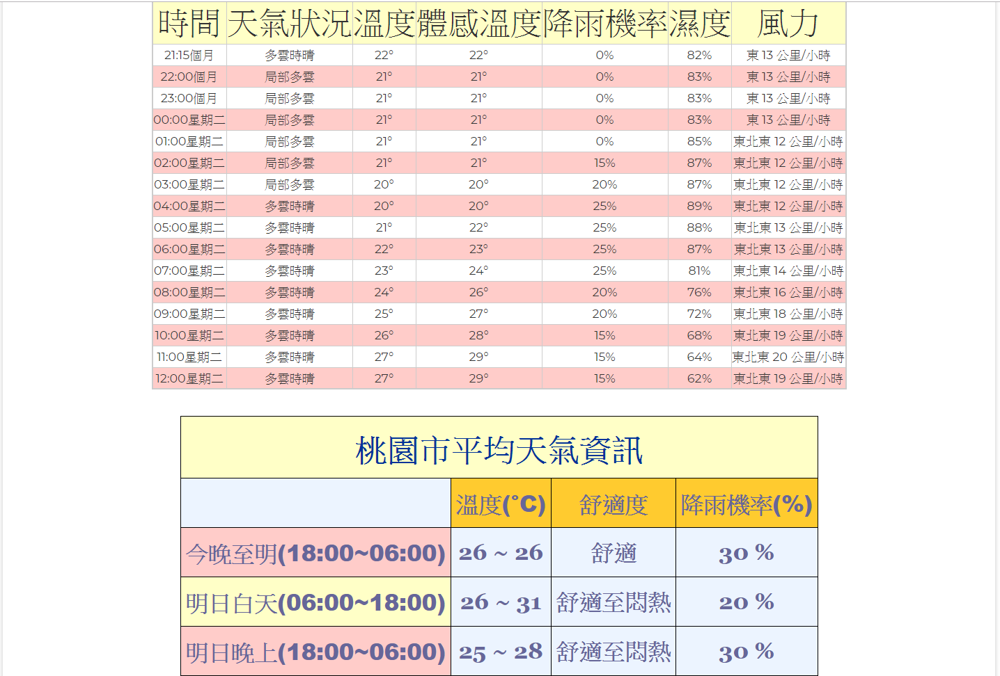 時間 天氣狀況 溫度 體感溫度 降雨機率 濕度 風力
21:15個月 多雲時晴 22° 22° 0% 82% 東 13 公里/小時
22:00個月 局部多雲 21° 21° 0% 83% 東 13 公里/小時
23:00個月 局部多雲 21° 21° 0% 83% 東 13 公里/小時
00:00星期二 局部多雲 21° 21° 0% 83% 東 13 公里/小時
01:00星期二 局部多雲 21° 21° 0% 85% 東北東 12 公里/小時
02:00星期二 局部多雲 21° 21° 15% 87% 東北東 12 公里/小時
03:00星期二 局部多雲 20° 20° 20% 87% 東北東 12 公里/小時
04:00星期二 多雲時晴 20° 20° 25% 89% 東北東 12 公里/小時
05:00星期二 多雲時晴 21° 22° 25% 88% 東北東 13 公里/小時
06:00星期二 多雲時晴 22° 23° 25% 87% 東北東 13 公里/小時
07:00星期二 多雲時晴 23° 24° 25% 81% 東北東 14 公里/小時
08:00星期二 多雲時晴 24° 26° 20% 76% 東北東 16 公里/小時
09:00星期二 多雲時晴 25° 27° 20% 72% 東北東 18 公里/小時
10:00星期二 多雲時晴 26° 28° 15% 68% 東北東 19 公里/小時
11:00星期二 多雲時晴 27° 29° 15% 64% 東北東 20 公里/小時
12:00星期二 多雲時晴 27° 29° 15% 62% 東北東 19 公里/小時
桃園市平均天氣資訊
溫度(˚C) 舒適度 降雨機率(%)
今晚至明(18:00~06:00) 26 ~ 26 舒適 30 %
明日白天(06:00~18:00) 26 ~ 31 舒適至悶熱 20 %
明日晚上(18:00~06:00) 25 ~ 28 舒適至悶熱 30 %